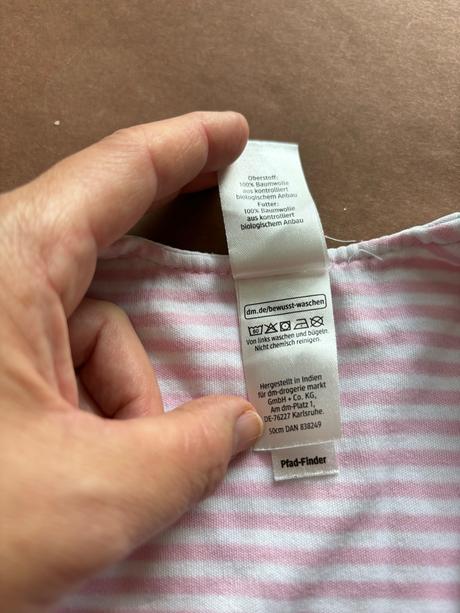 Oberstoff:
100% Baumwolle
aus kontrolliert
biologischem Anbau
Futter:
100% Baumwolle
aus kontrolliert
biologischem Anbau
dm.de/bewusst-waschen
60
Von links waschen und bügeln.
Nicht chemisch reinigen.
Hergestellt in Indien
für dm-drogerie markt
GmbH + Co. KG,
Am dm-Platz 1,
DE-76227 Karlsruhe.
50cm DAN 838249
Pfad-Finder